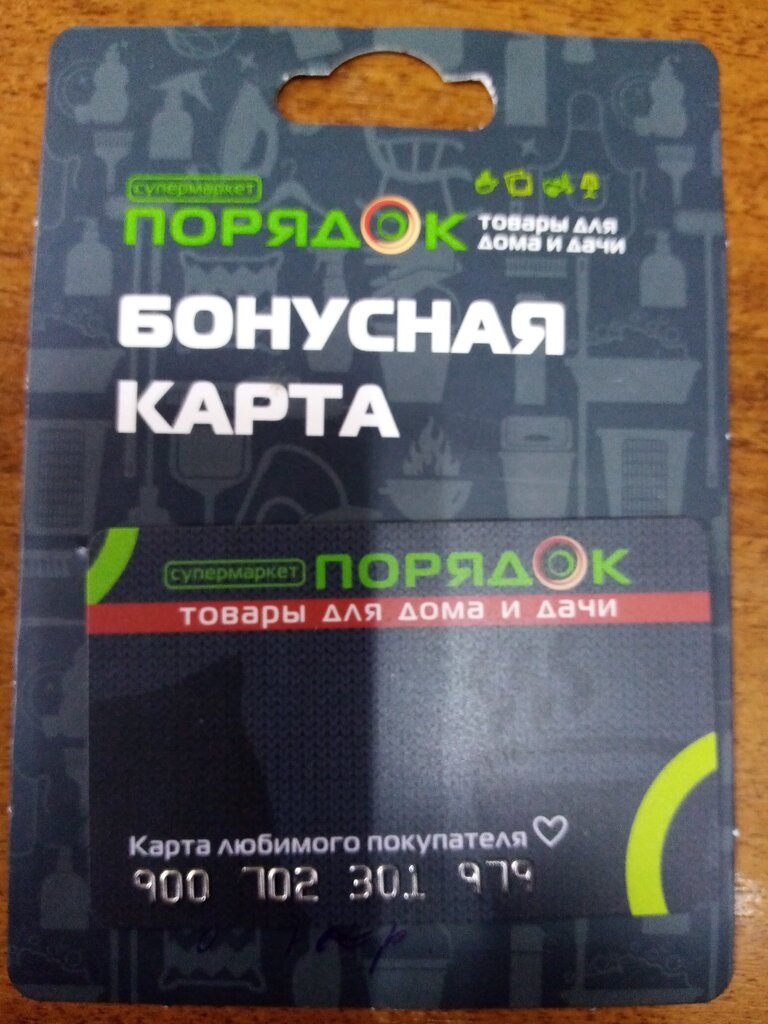 супермаркет
ПОРЯДОК
товары для
дома и дачи
БОНУСНАЯ
КАРТА
супермаркет ПОРЯДОК
товары для дома и дачи
Карта любимого покупателя
900 702 301 979